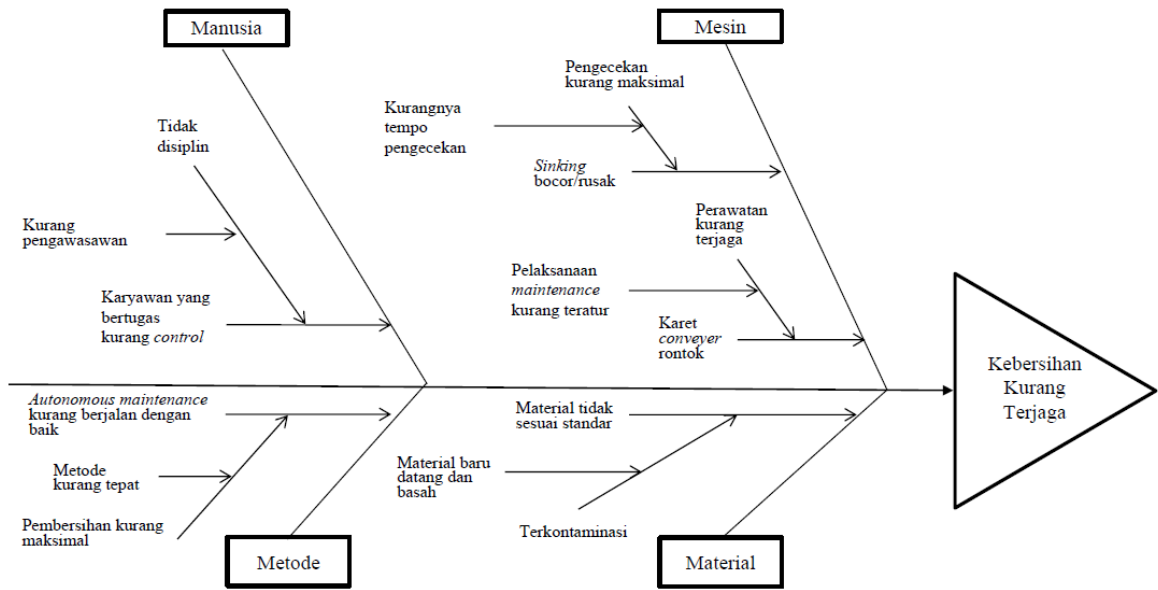 Manusia
Mesin
Pengecekan
kurang maksimal
Kurangnya
tempo
pengecekan
Tidak
disiplin
Sinking
bocor/rusak
Kurang
pengawasawan
Perawatan
kurang
terjaga
Pelaksanaan
maintenance
kurang teratur
Karyawan yang
bertugas
kurang control
Karet
conveyer
rontok
Kebersihan
Kurang
Terjaga
Autonomous maintenance
kurang berjalan dengan
baik
Material tidak
sesuai standar
Metode
kurang tepat
Material baru
datang dan
basah
Pembersihan kurang
maksimal
Terkontaminasi
Metode
Material